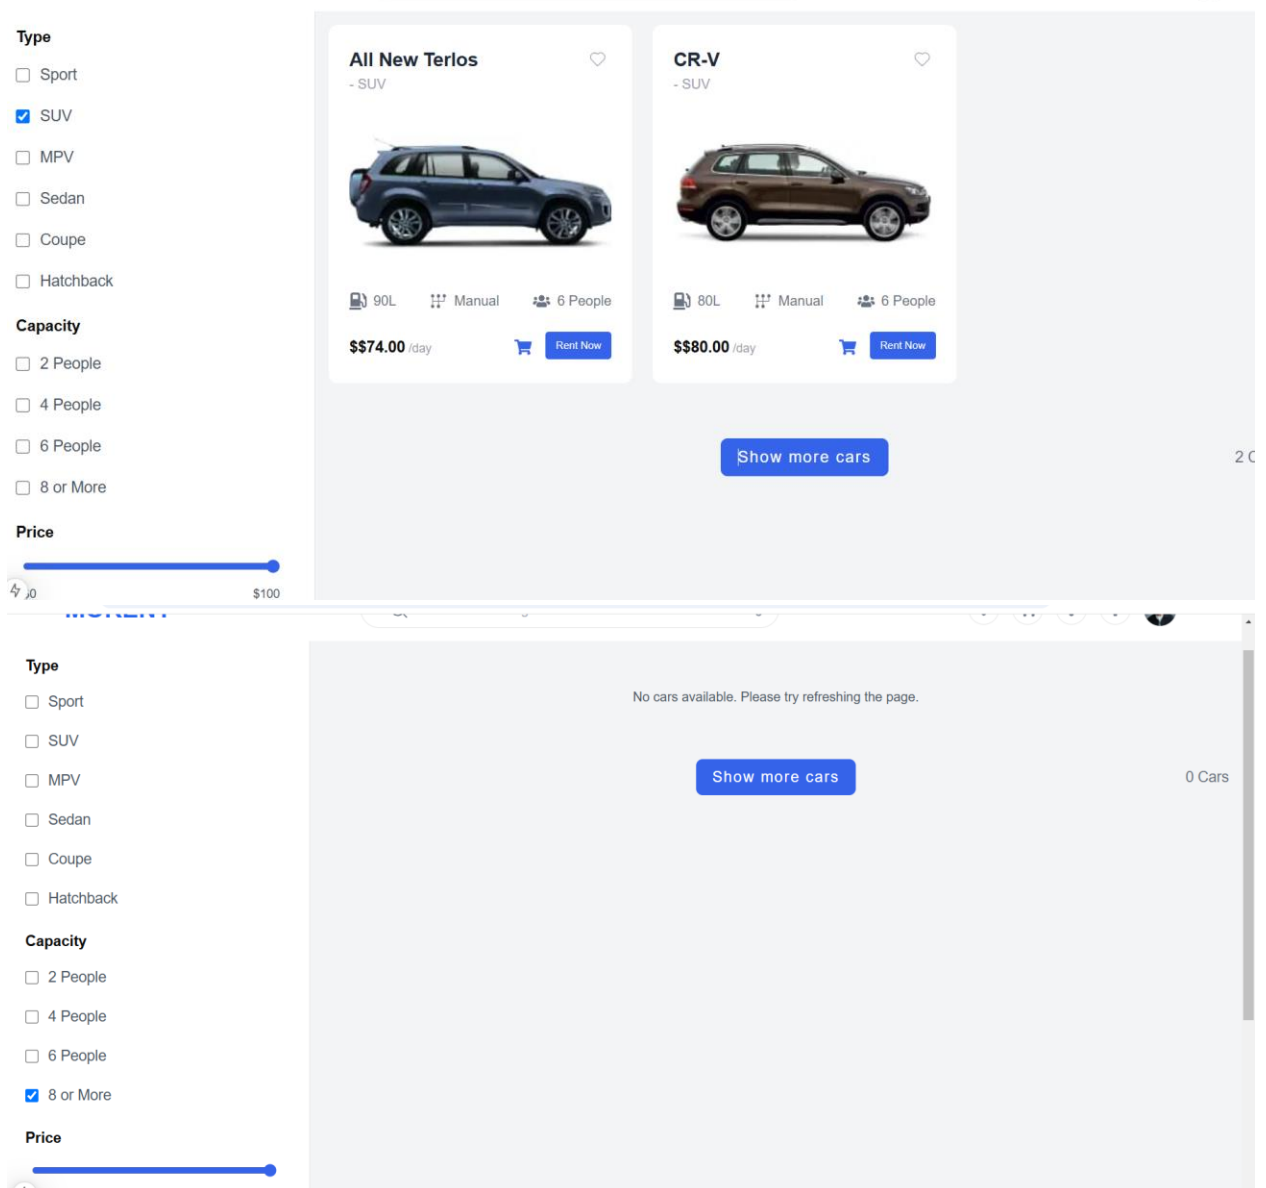 Type
Sport
SUV
MPV
Sedan
Coupe
Hatchback
Capacity
2 People
4 People
6 People
8 or More
Price
$100
All New Terlos
- SUV
90L Manual 6 People
$$74.00 /day Rent Now
CR-V
- SUV
80L Manual 6 People
$$80.00 /day Rent Now
Show more cars
2
Type
Sport
SUV
MPV
Sedan
Coupe
Hatchback
Capacity
2 People
4 People
6 People
8 or More
Price
No cars available. Please try refreshing the page.
Show more cars
0 Cars